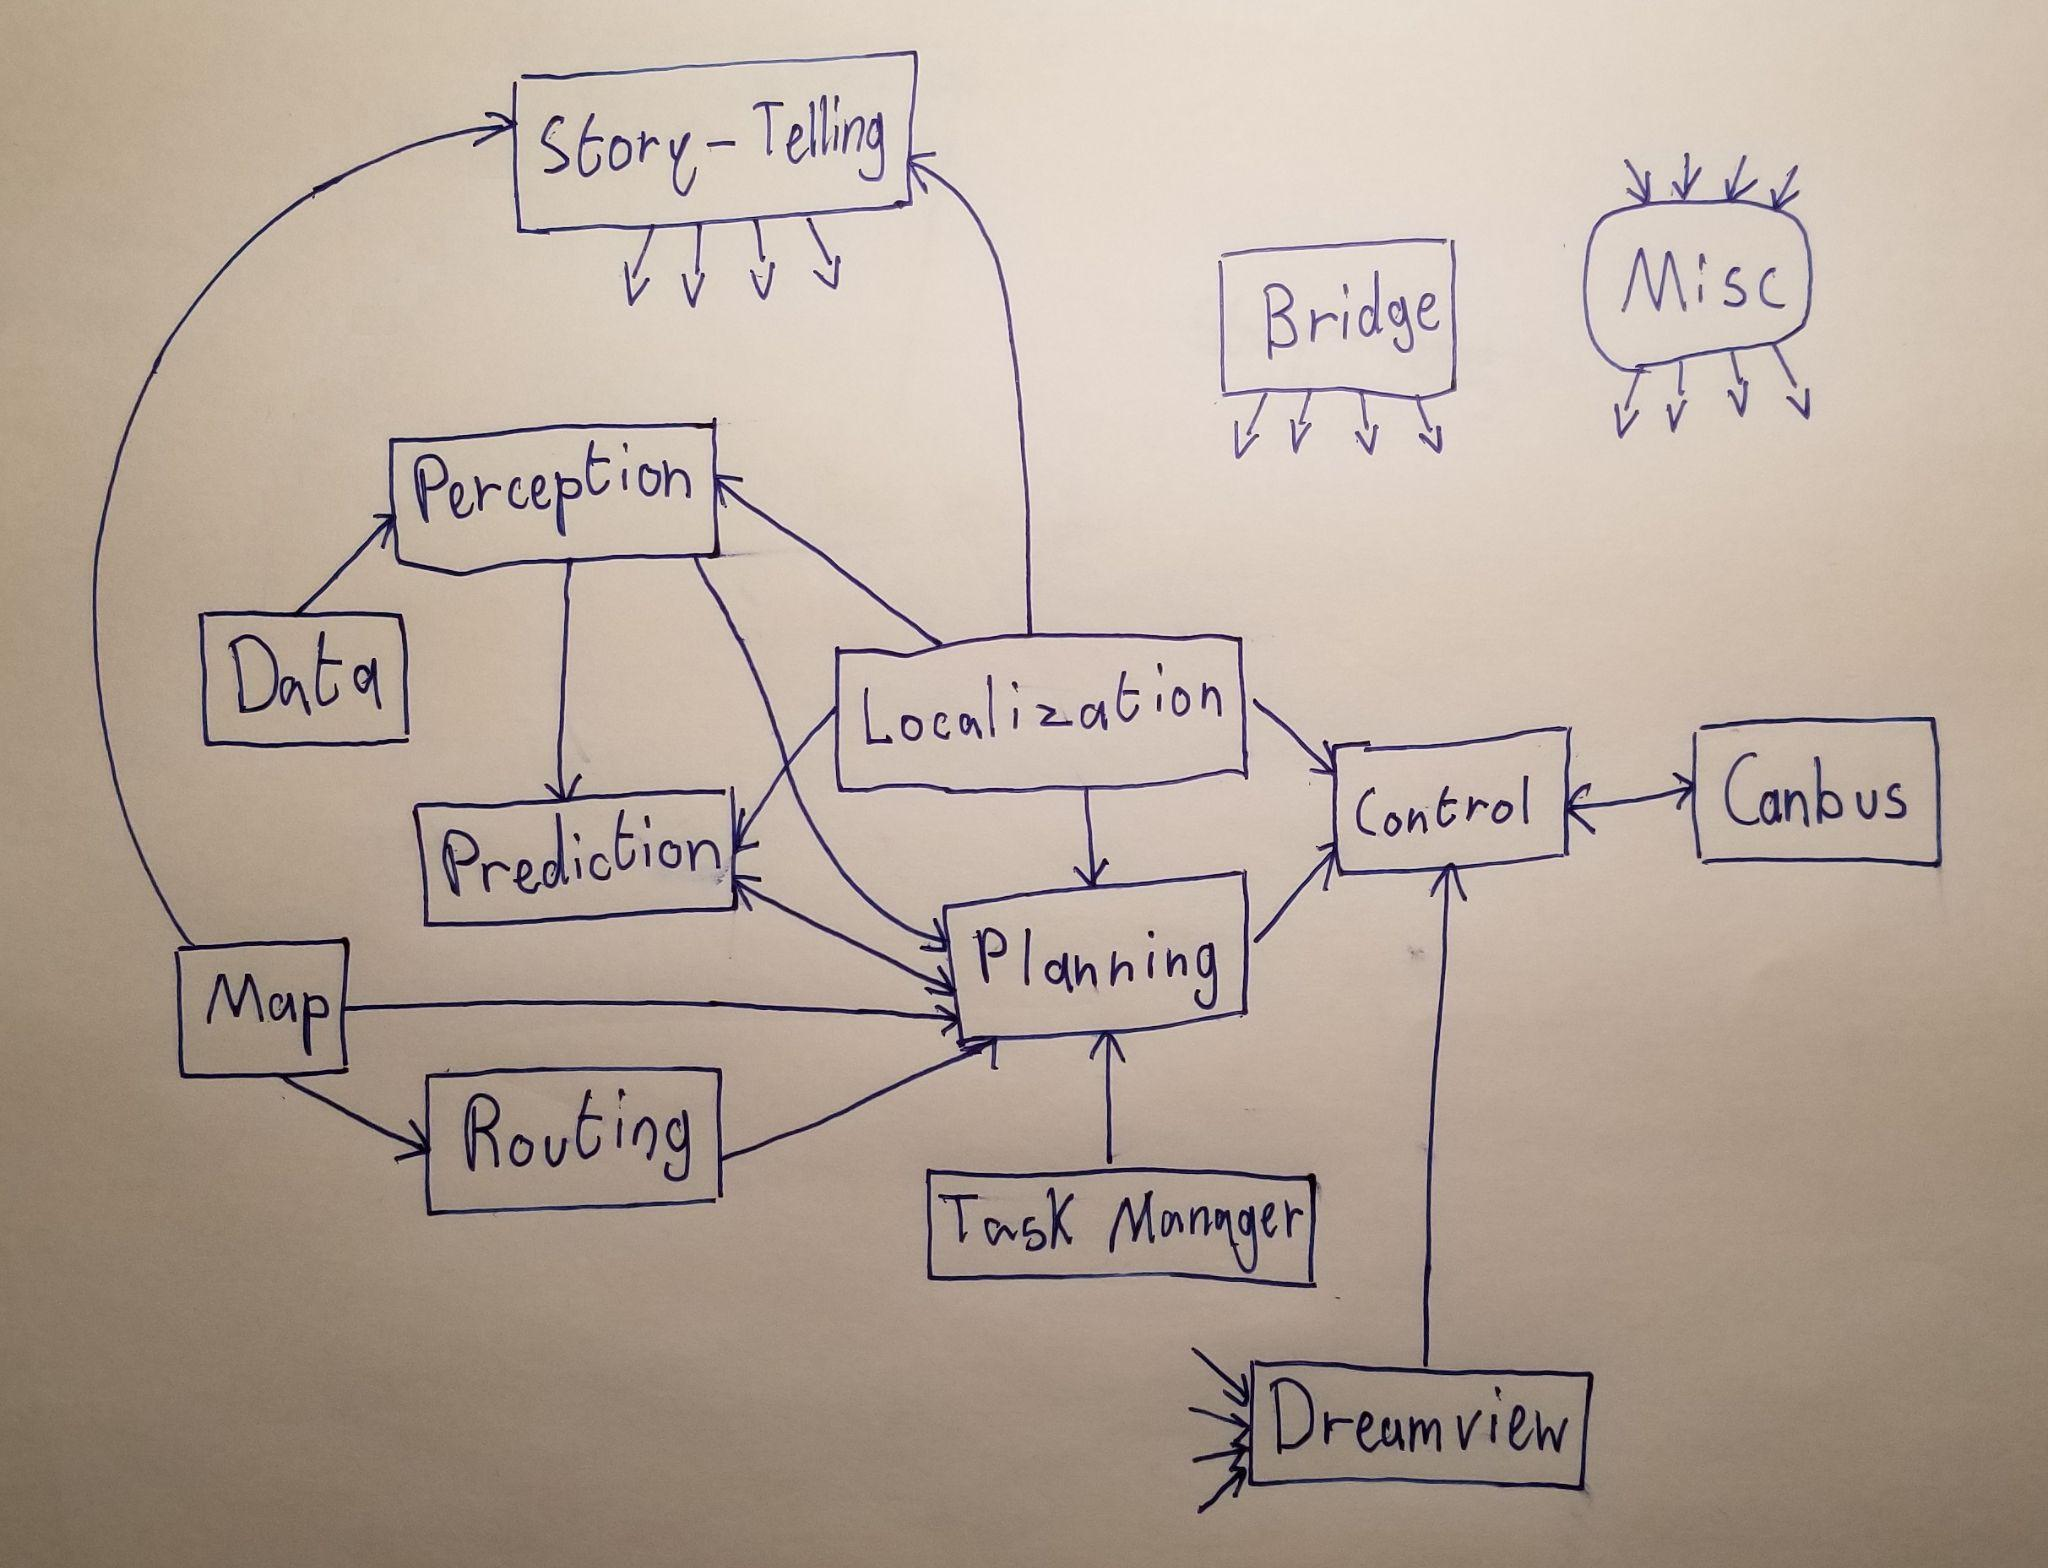 Story-Telling
Misc
Bridge
Perception
Data
Localization
Control
Canbus
Prediction
Planning
Map
Routing
Task Manager
Dreamview